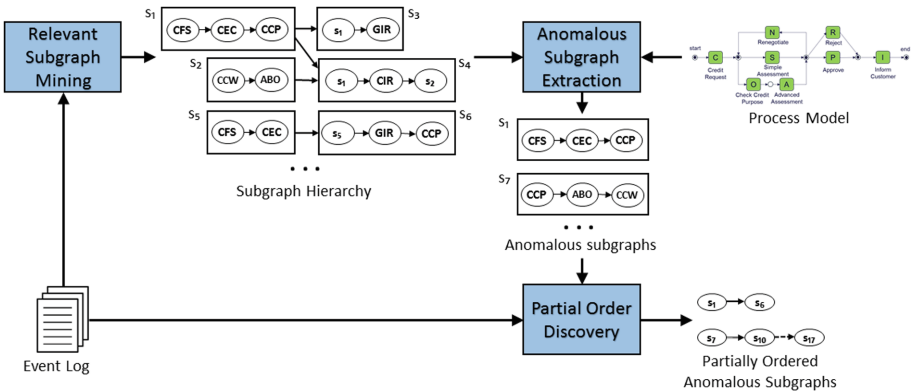 Relevant
Subgraph
Mining
S1
CFS CEC CCP
S3
s1 GIR
S2
CCW ABO
S4
s1 CIR s2
S5
CFS CEC
S6
s5 GIR CCP
• • •
Subgraph Hierarchy
Anomalous
Subgraph
Extraction
start
C
Credit
Request
N
Renegotiate
S
Simple
Assessment
O
Check Credit
Purpose
A
Advanced
Assessment
R
Reject
P
Approve
I
Inform
Customer
end
Process Model
S1
CFS CEC CCP
S7
CCP ABO CCW
• • •
Anomalous subgraphs
Event Log
Partial Order
Discovery
s1 s6
s7 s10 s17
Partially Ordered
Anomalous Subgraphs